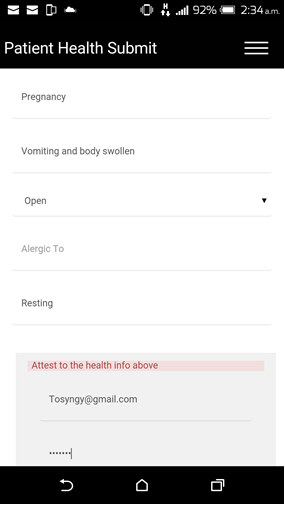 92% 2:34 a.m.
Patient Health Submit
Pregnancy
Vomiting and body swollen
Open
Alergic To
Resting
Attest to the health info above
Tosyngy@gmail.com
•••••••